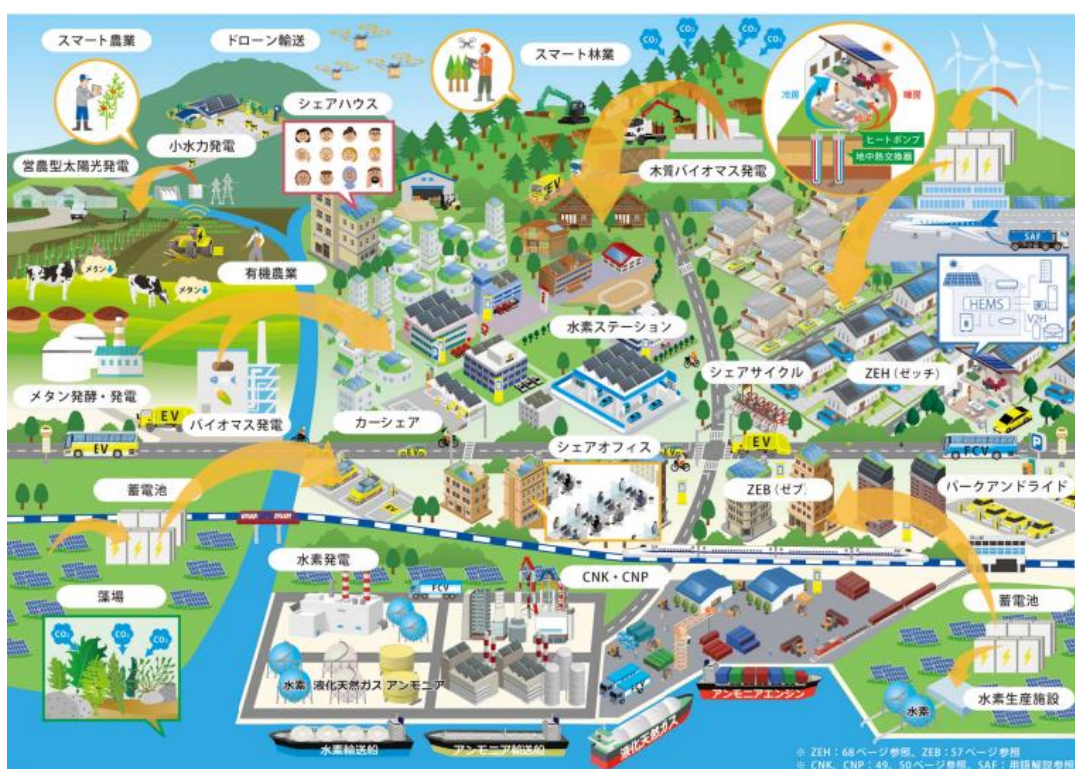 スマート農業
ドローン輸送
スマート林業
CO₂
CO₂
CO₂
CO₂
シェアハウス
冷房
暖房
給湯
ヒートポンプ
地中熱交換器
小水力発電
営農型太陽光発電
木質バイオマス発電
EV
SAF
メタン
メタン
有機農業
HEMS
V2H
水素ステーション
シェアサイクル
ZEH(ゼッチ)
メタン発酵・発電
バイオマス発電
カーシェア
EV
EV
EV
EV
FCV
P
シェアオフィス
ZEB(ゼブ)
パークアンドライド
EV
蓄電池
水素発電
CNK・CNP
FCV
藻場
CO₂
CO₂
CO₂
蓄電池
水素
液化天然ガス
アンモニア
アンモニアエンジン
水素生産施設
水素
水素輸送船
アンモニア輸送船
液化天然ガス
※ ZEH:68ページ参照、ZEB:57ページ参照
※ CNK、CNP:49、50ページ参照、SAF:用語解説参照